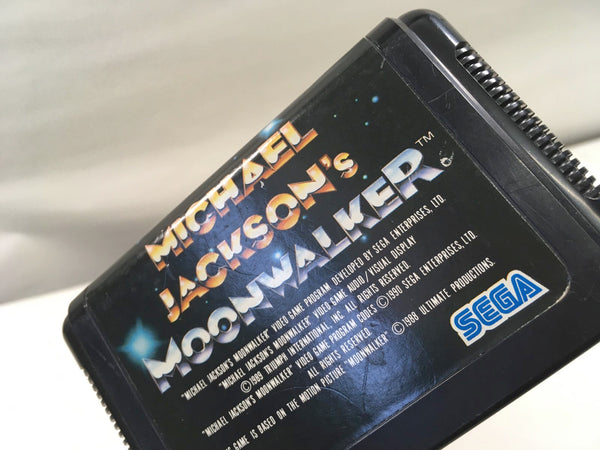 MICHAEL
JACKSON's
MOONWALKER™
"MICHAEL JACKSON'S MOONWALKER" VIDEO GAME PROGRAM DEVELOPED BY SEGA ENTERPRISES, LTD.
"MICHAEL JACKSON'S MOONWALKER" VIDEO GAME AUDIO/VISUAL DISPLAY
©1989 TRIUMPH INTERNATIONAL, INC. ALL RIGHTS RESERVED.
"MICHAEL JACKSON'S MOONWALKER" VIDEO GAME PROGRAM CODES ©1990 SEGA ENTERPRISES, LTD.
ALL RIGHTS RESERVED.
GAME IS BASED ON THE MOTION PICTURE "MOONWALKER" ©1988 ULTIMATE PRODUCTIONS.
SEGA